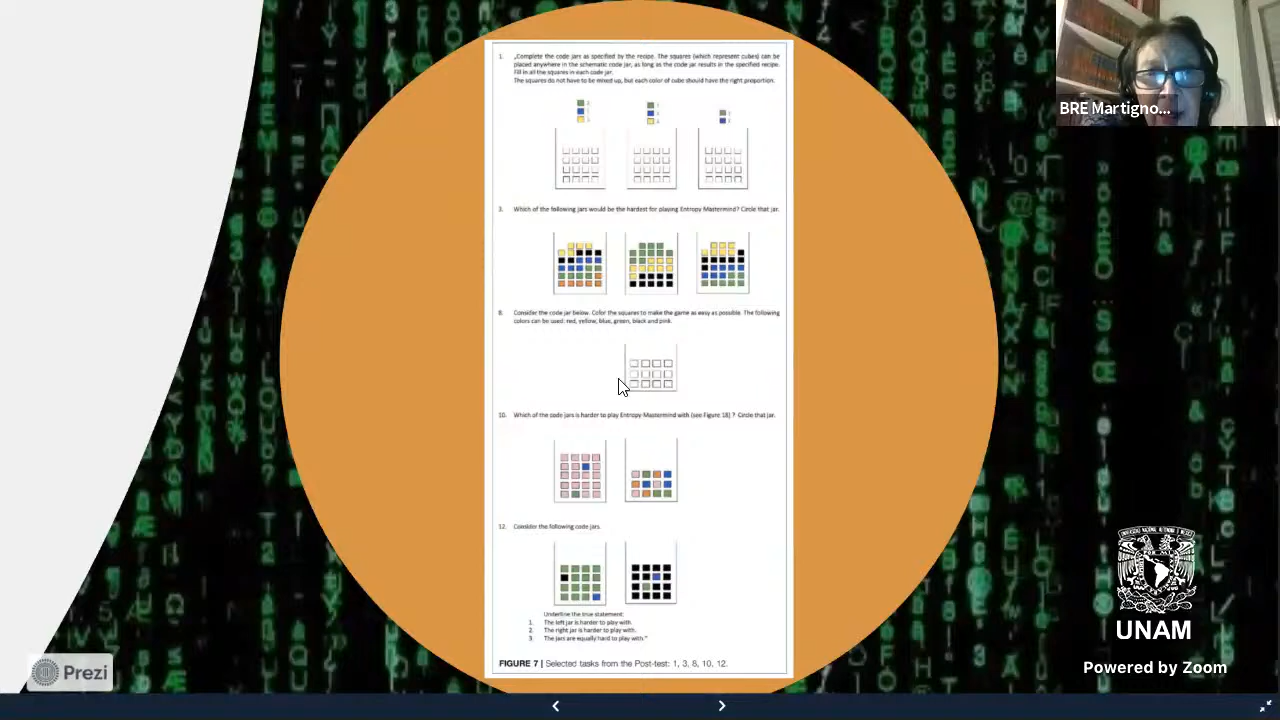 1. „Complete the code jars as specified by the recipe. The squares (which represent cubes) can be
placed anywhere in the schematic code jar, as long as the code jar results in the specified recipe.
Fill in all the squares in each code jar.
The squares do not have to be mixed up, but each color of cube should have the right proportion.
3. Which of the following jars would be the hardest for playing Entropy Mastermind? Circle that jar.
8. Consider the code jar below. Color the squares to make the game as easy as possible. The following
colors can be used: red, yellow, blue, green, black and pink.
10. Which of the code jars is harder to play Entropy Mastermind with (see Figure 18) ? Circle that jar.
12. Consider the following code jars.
Underline the true statement:
1. The left jar is harder to play with.
2. The right jar is harder to play with.
3. The jars are equally hard to play with."
FIGURE 7 | Selected tasks from the Post-test: 1, 3, 8, 10, 12.
BRE Martigno...
UNAM
Powered by Zoom
Prezi